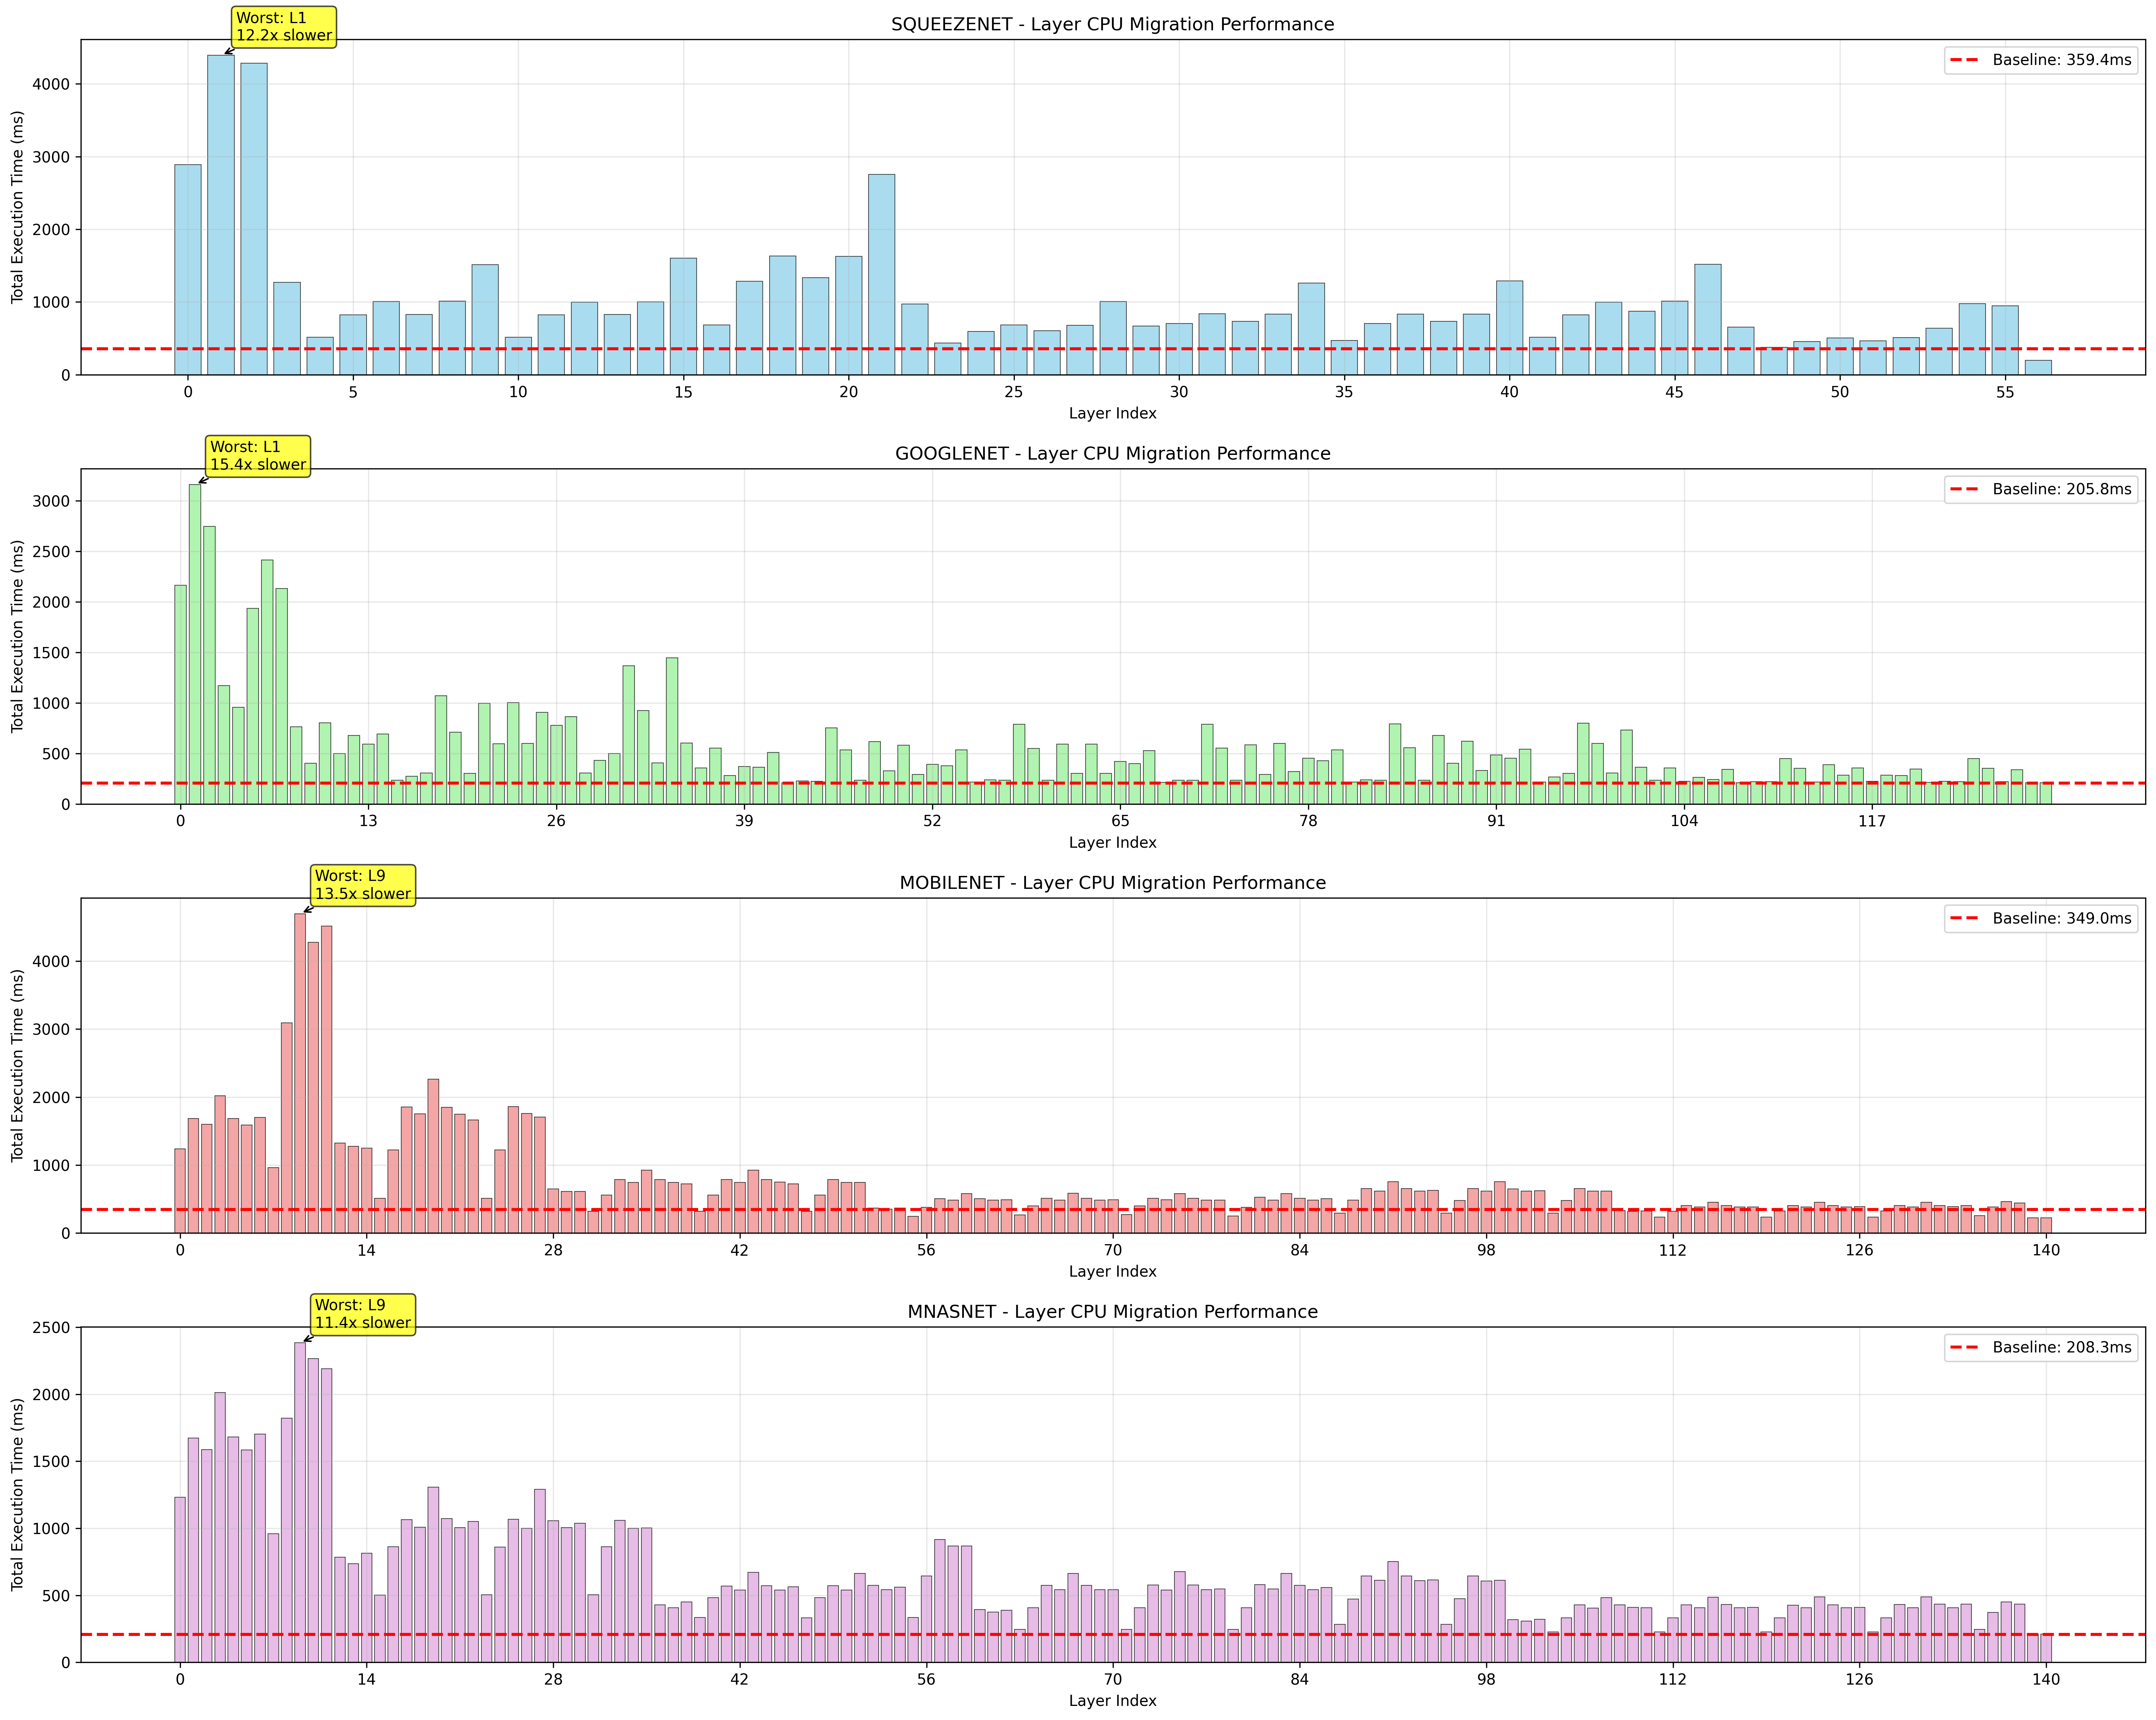 Worst: L1
12.2x slower
SQUEEZENET - Layer CPU Migration Performance
Baseline: 359.4ms
Total Execution Time (ms)
4000
3000
2000
1000
0
0 5 10 15 20 25 30 35 40 45 50 55
Layer Index
Worst: L1
15.4x slower
GOOGLENET - Layer CPU Migration Performance
Baseline: 205.8ms
Total Execution Time (ms)
3000
2500
2000
1500
1000
500
0
0 13 26 39 52 65 78 91 104 117
Layer Index
Worst: L9
13.5x slower
MOBILENET - Layer CPU Migration Performance
Baseline: 349.0ms
Total Execution Time (ms)
4000
3000
2000
1000
0
0 14 28 42 56 70 84 98 112 126 140
Layer Index
Worst: L9
11.4x slower
MNASNET - Layer CPU Migration Performance
Baseline: 208.3ms
Total Execution Time (ms)
2500
2000
1500
1000
500
0
0 14 28 42 56 70 84 98 112 126 140
Layer Index